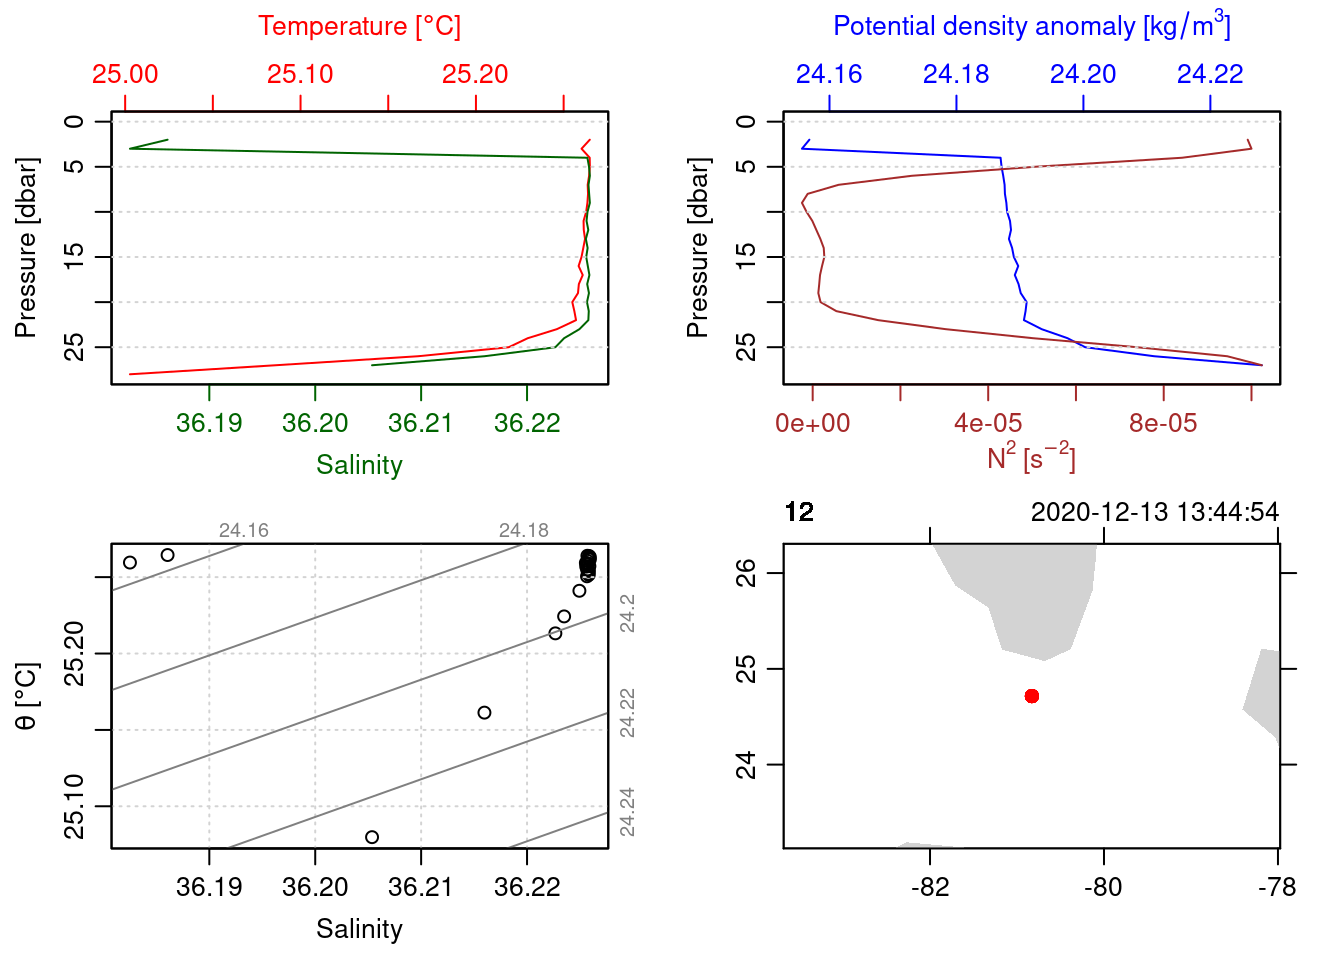 Temperature [°C]
25.00 25.10 25.20
0
5
15
25
Pressure [dbar]
36.19 36.20 36.21 36.22
Salinity
Potential density anomaly [kg/m³]
24.16 24.18 24.20 24.22
0
5
15
25
Pressure [dbar]
0e+00 4e-05 8e-05
N² [s⁻²]
24.16 24.18
24.2
24.22
24.24
25.20
25.10
θ [°C]
36.19 36.20 36.21 36.22
Salinity
12 2020-12-13 13:44:54
26
25
24
-82 -80 -78